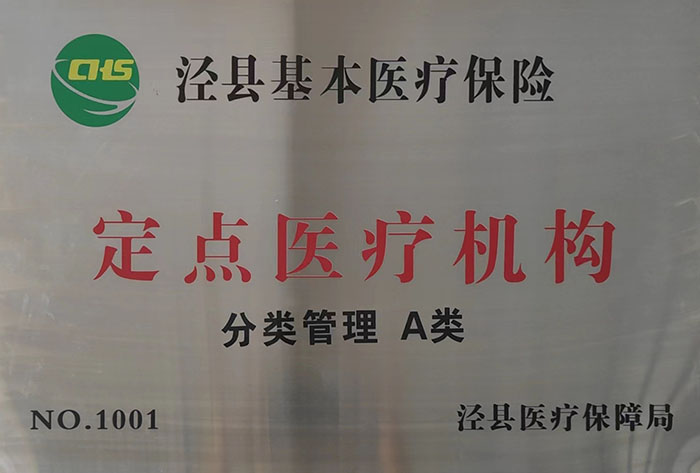 CHS
泾县基本医疗保险
定点医疗机构
分类管理 A类
NO.1001
泾县医疗保障局